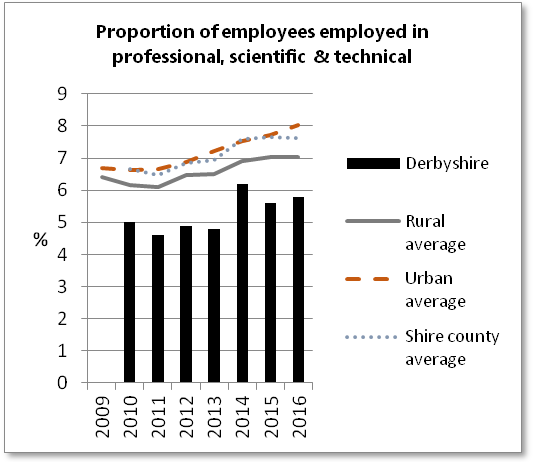 Proportion of employees employed in
professional, scientific & technical
9
8
7
6
5
4
3
2
1
0
%
2009
2010
2011
2012
2013
2014
2015
2016
Derbyshire
Rural
average
Urban
average
Shire county
average